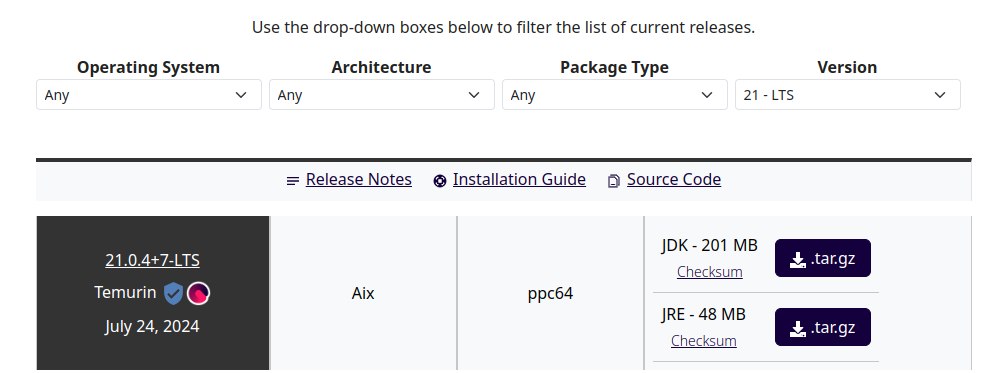 Use the drop-down boxes below to filter the list of current releases.
Operating System Architecture Package Type Version
Any Any Any 21 - LTS
Release Notes Installation Guide Source Code
21.0.4+7-LTS
Temurin
July 24, 2024
Aix
ppc64
JDK - 201 MB
Checksum
.tar.gz
JRE - 48 MB
Checksum
.tar.gz